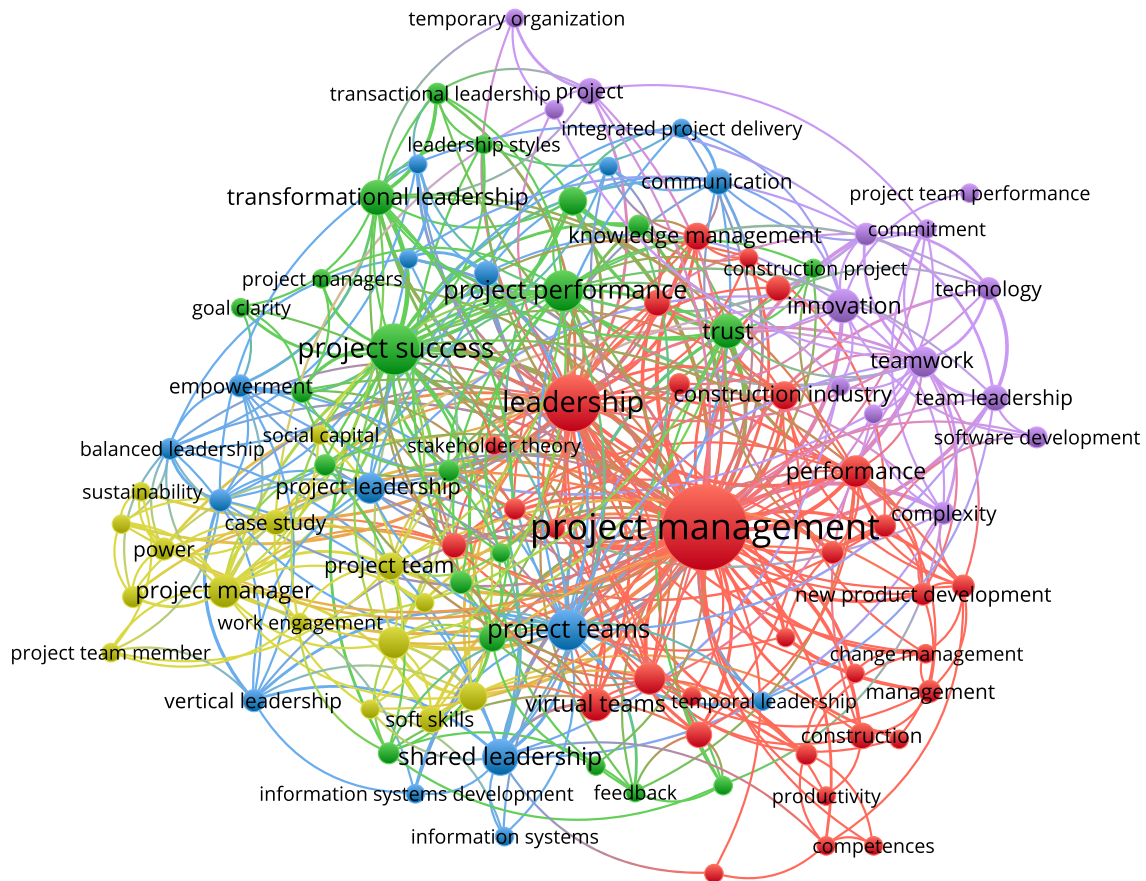 temporary organization
transactional leadership
project
integrated project delivery
leadership styles
communication
transformational leadership
project team performance
commitment
knowledge management
construction project
project managers
technology
project performance
innovation
goal clarity
trust
project success
teamwork
empowerment
leadership
construction industry
team leadership
social capital
software development
balanced leadership
stakeholder theory
performance
project leadership
sustainability
complexity
case study
project management
power
project team
project manager
new product development
work engagement
project teams
project team member
change management
management
vertical leadership
virtual teams
temporal leadership
soft skills
construction
shared leadership
information systems development
feedback
productivity
information systems
competences